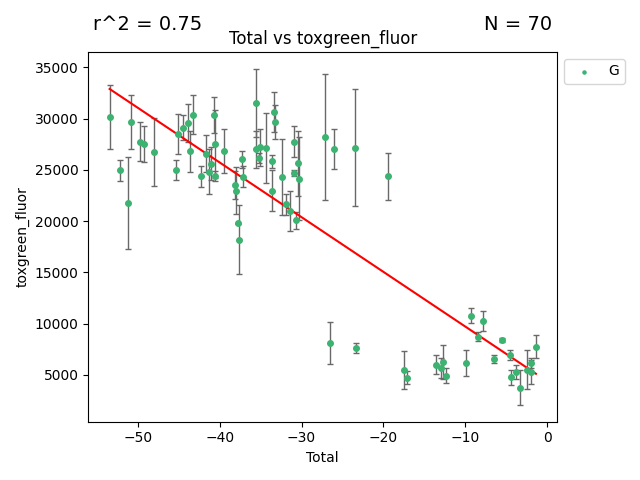 r^2 = 0.75
N = 70
Total vs toxgreen_fluor
G
35000
30000
25000
20000
15000
10000
5000
toxgreen_fluor
−50
−40
−30
−20
−10
0
Total